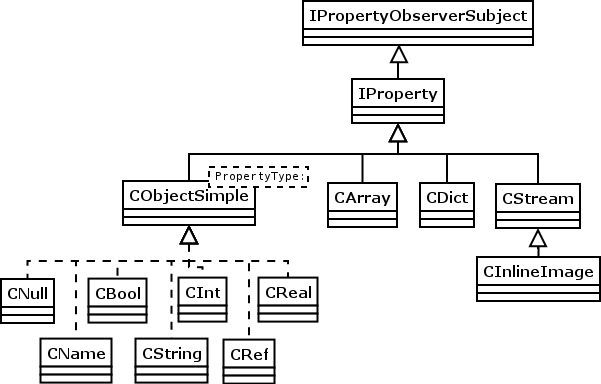 IPropertyObserverSubject
IProperty
PropertyType:
CObjectSimple
CArray
CDict
CStream
CInlineImage
CNull
CBool
CInt
CReal
CName
CString
CRef